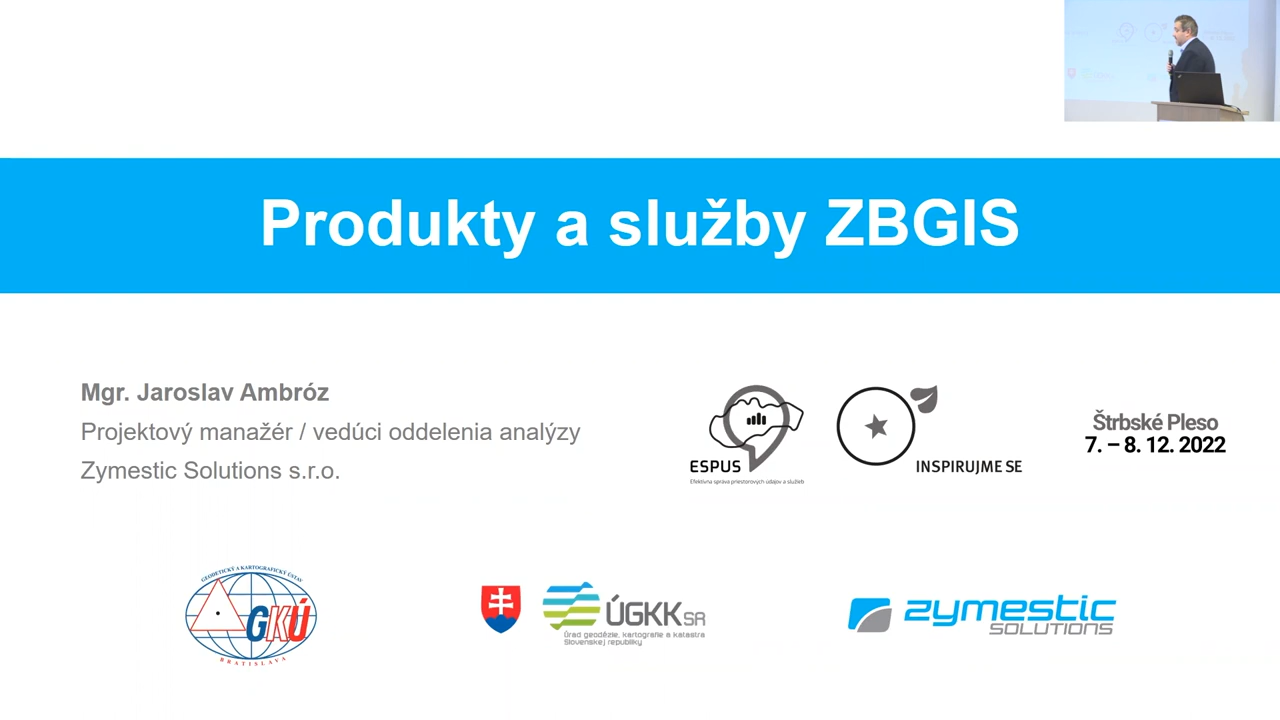 Produkty a služby ZBGIS
Mgr. Jaroslav Ambróz
Projektový manažér / vedúci oddelenia analýzy
Zymestic Solutions s.r.o.
ESPUS
Efektívna správa priestorových údajov a služieb
INSPIRUJME SE
Štrbské Pleso
7. – 8. 12. 2022
GEODETICKÝ A KARTOGRAFICKÝ ÚSTAV
GKÚ
BRATISLAVA
ÚGKK SR
Úrad geodézie, kartografie a katastra
Slovenskej republiky
zymestic
SOLUTIONS